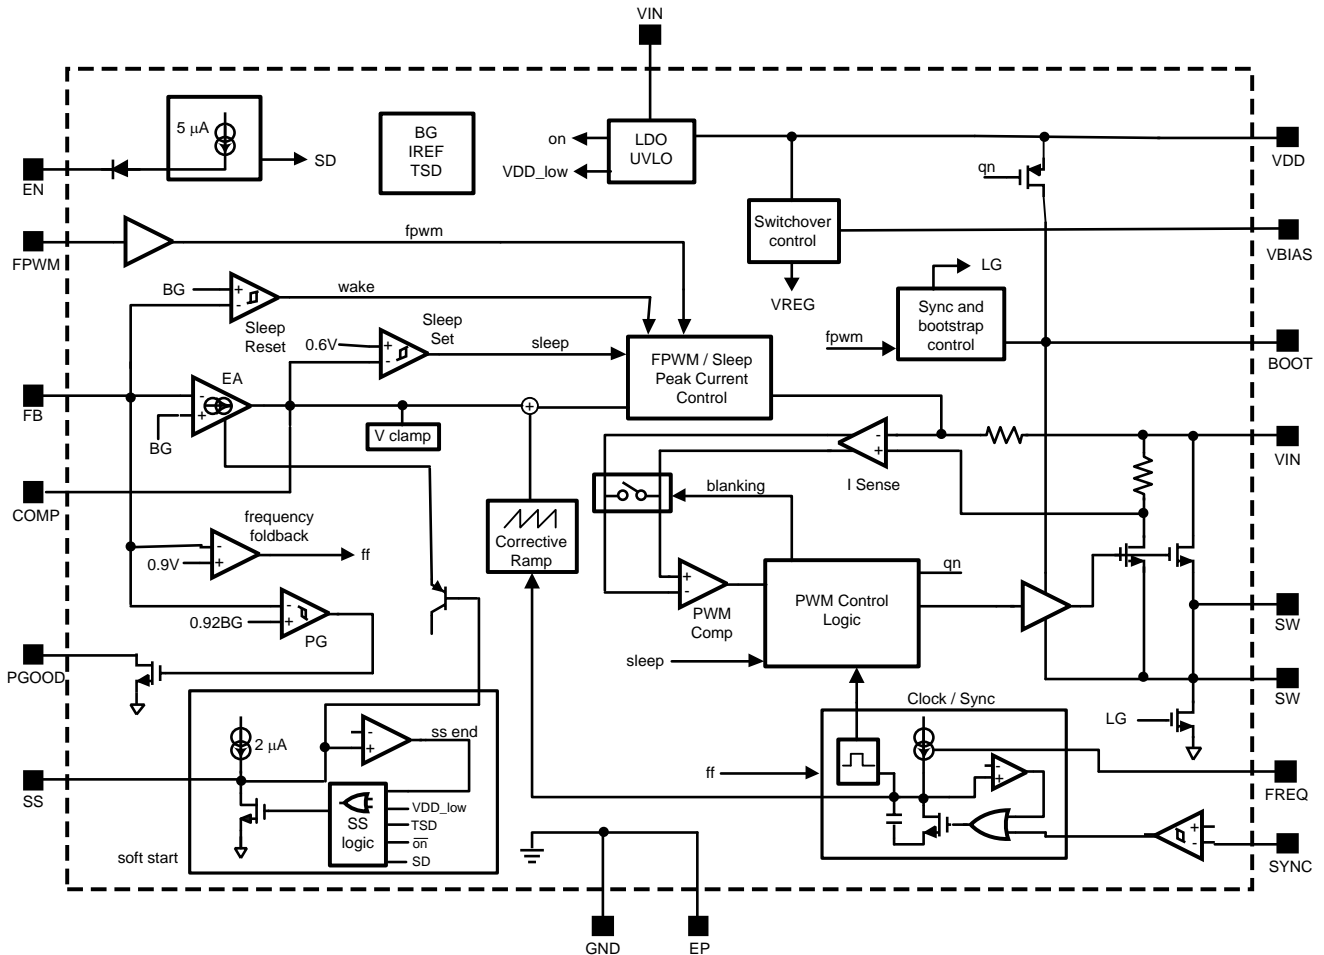 VIN
5 µA
SD
EN
BG
IREF
TSD
on
VDD_low
LDO
UVLO
VDD
qn
FPWM
fpwm
Switchover
control
VBIAS
VREG
LG
BG
wake
Sleep
Reset
0.6V
Sleep
Set
sleep
fpwm
Sync and
bootstrap
control
BOOT
FPWM / Sleep
Peak Current
Control
EA
FB
BG
V clamp
+
VIN
I Sense
blanking
COMP
frequency
foldback
ff
0.9V
Corrective
Ramp
PWM
Comp
PWM Control
Logic
qn
0.92BG
PG
SW
sleep
PGOOD
SW
LG
Clock / Sync
2 µA
ss end
SS
ff
FREQ
SS
logic
VDD_low
TSD
on
SD
soft start
SYNC
GND
EP